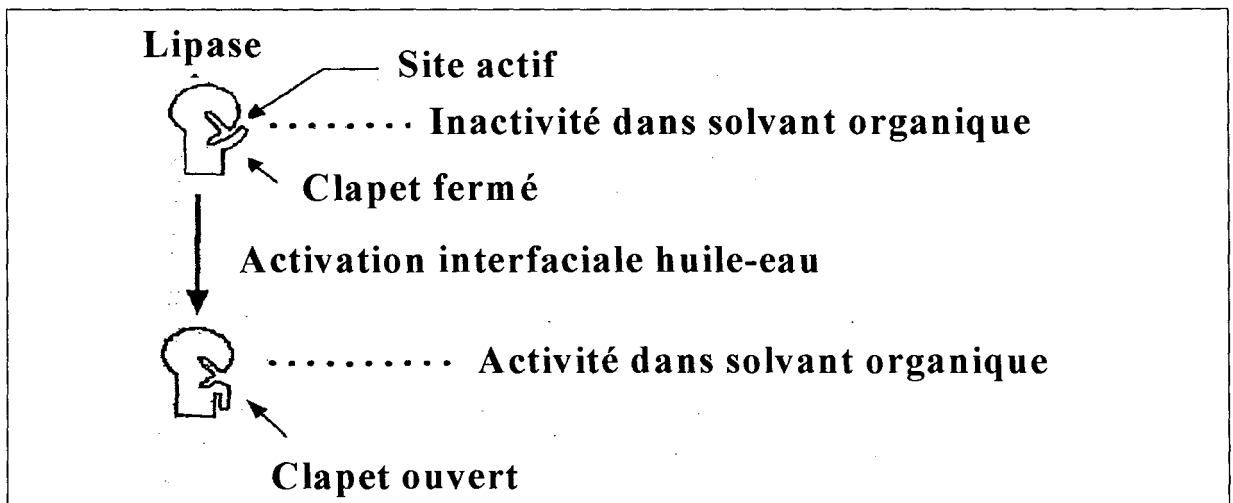 Lipase
Site actif
Inactivité dans solvant organique
Clapet fermé
Activation interfaciale huile-eau
Activité dans solvant organique
Clapet ouvert